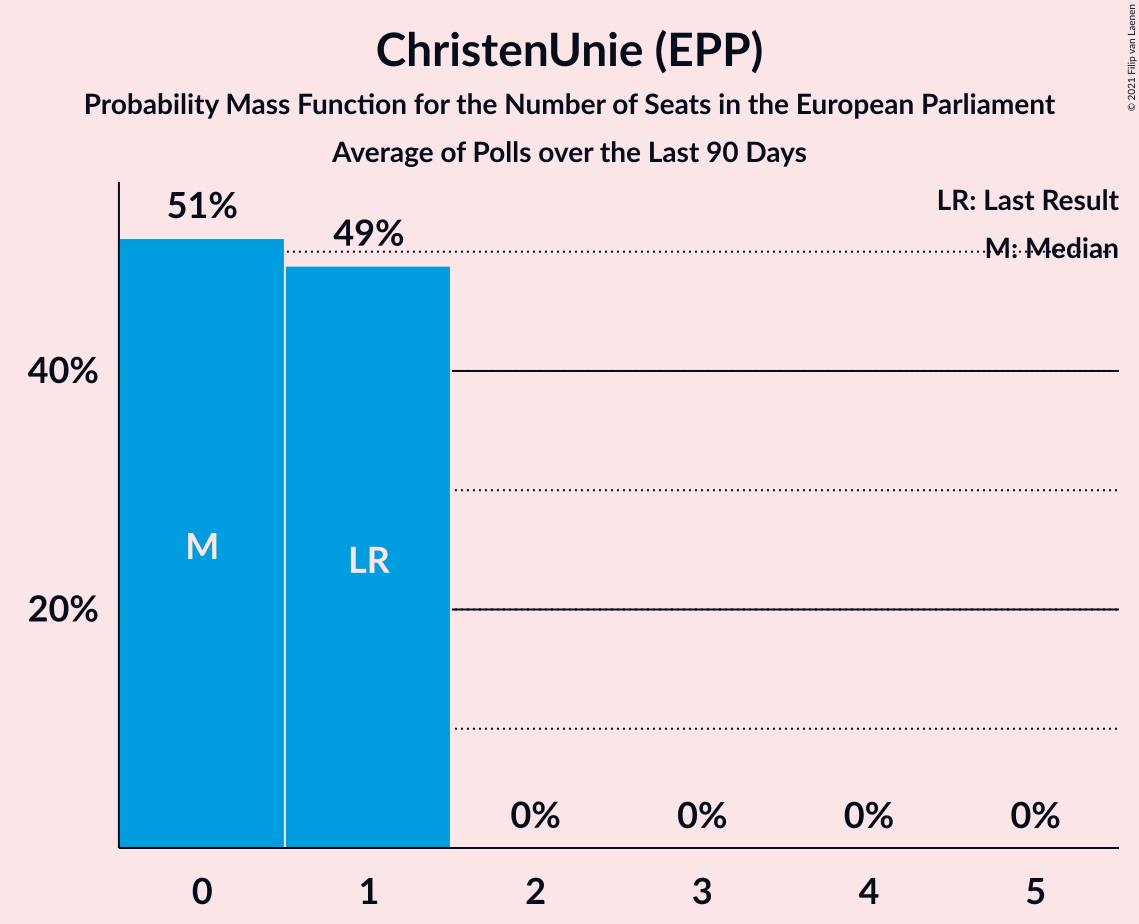 ChristenUnie (EPP)
Probability Mass Function for the Number of Seats in the European Parliament
Average of Polls over the Last 90 Days
© 2021 Filip van Laenen
LR: Last Result
M: Median
51%
49%
40%
20%
M
LR
0%
0%
0%
0%
0
1
2
3
4
5